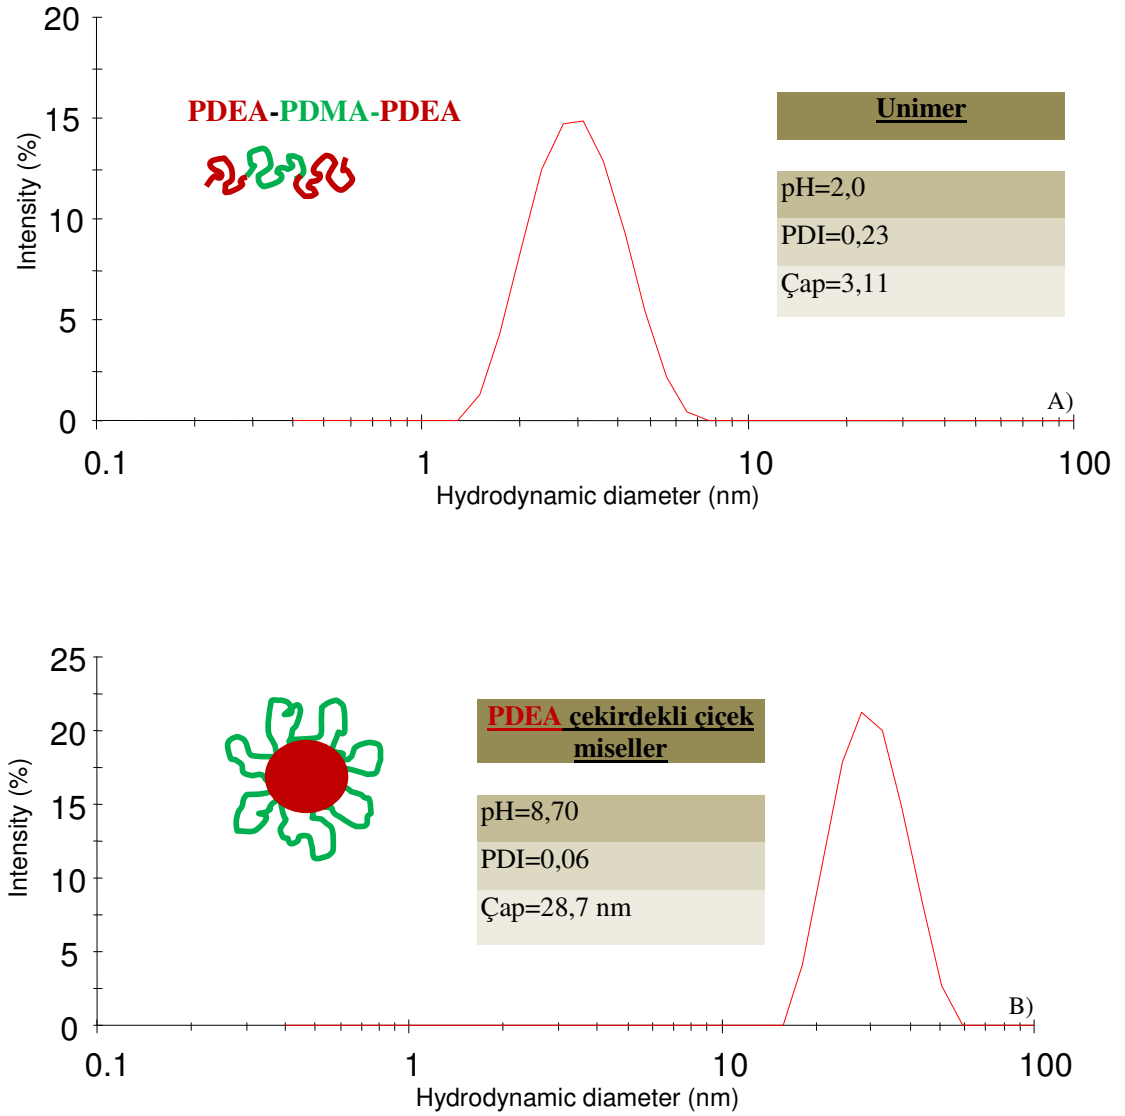 20
15
10
5
0
Intensity (%)
PDEA-PDMA-PDEA
Unimer
pH=2,0
PDI=0,23
Çap=3,11
A)
0.1
1
10
100
Hydrodynamic diameter (nm)
25
20
15
10
5
0
Intensity (%)
PDEA çekirdekli çiçek
miseller
pH=8,70
PDI=0,06
Çap=28,7 nm
B)
0.1
1
10
100
Hydrodynamic diameter (nm)